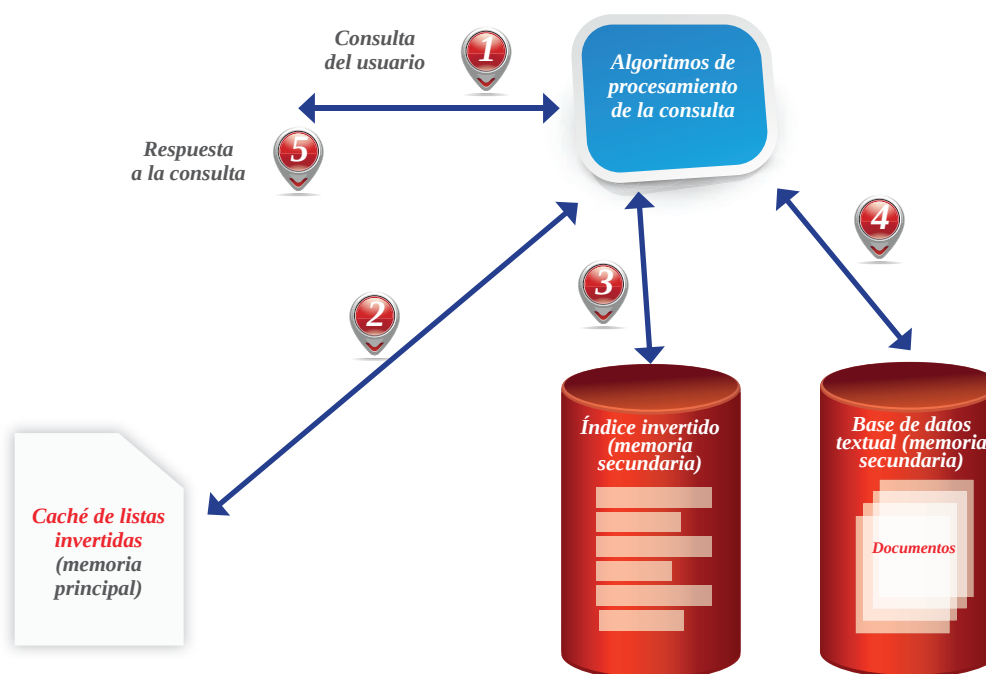 Consulta
del usuario
1
Algoritmos de
procesamiento
de la consulta
Respuesta
a la consulta
5
4
3
2
Índice invertido
(memoria
secundaria)
Base de datos
textual (memoria
secundaria)
Caché de listas
invertidas
(memoria
principal)
Documentos